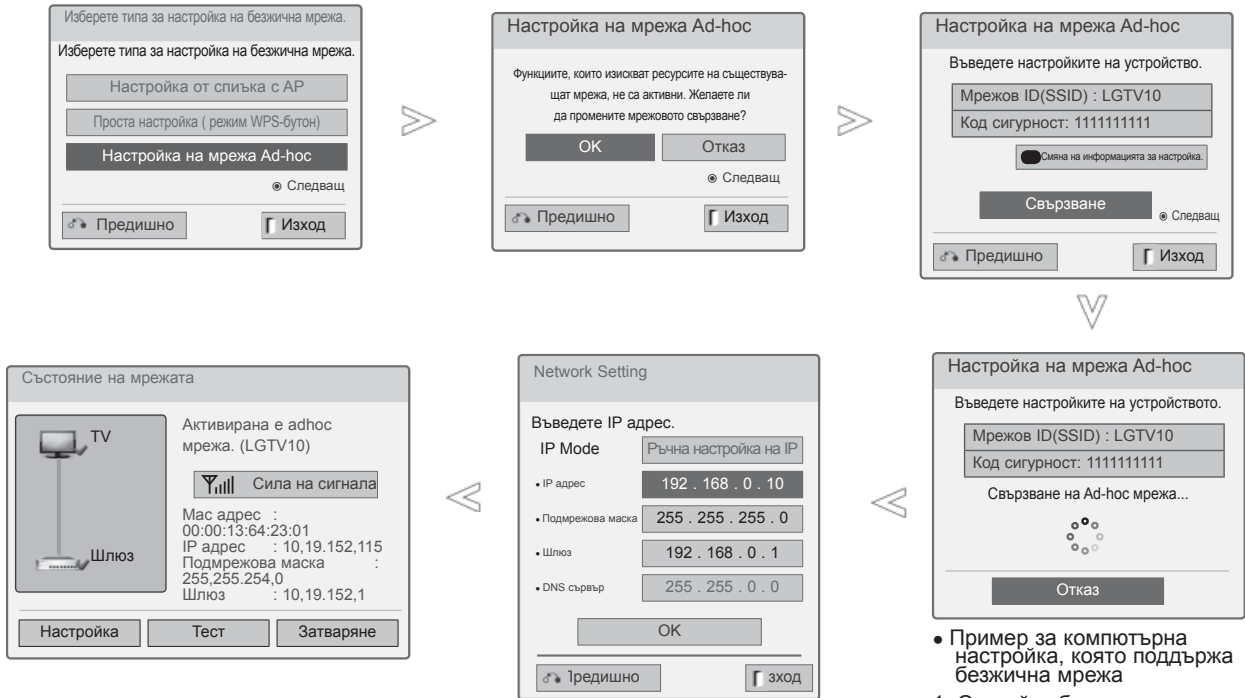 Изберете типа за настройка на безжична мрежа.
Изберете типа за настройка на безжична мрежа.
Настройка от спиъка с AP
Проста настройка ( режим WPS-бутон)
Настройка на мрежа Ad-hoc
Следващ
Предишно
Изход
Настройка на мрежа Ad-hoc
Функциите, които изискват ресурсите на съществува-
щат мрежа, не са активни. Желаете ли
да промените мрежовото свързване?
OK
Отказ
Следващ
Предишно
Изход
Настройка на мрежа Ad-hoc
Въведете настройките на устройство.
Мрежов ID(SSID) : LGTV10
Код сигурност: 1111111111
Смяна на информацията за настройка.
Свързване
Следващ
Предишно
Изход
Настройка на мрежа Ad-hoc
Въведете настройките на устройството.
Мрежов ID(SSID) : LGTV10
Код сигурност: 1111111111
Свързване на Ad-hoc мрежа...
Отказ
• Пример за компютърна
настройка, която поддържа
безжична мрежа
Network Setting
Въведете IP адрес.
IP Mode
Ръчна настройка на IP
• IP адрес
192 . 168 . 0 . 10
• Подмрежова маска
255 . 255 . 255 . 0
• Шлюз
192 . 168 . 0 . 1
• DNS сървър
255 . 255 . 0 . 0
OK
Iредишно
зход
Състояние на мрежата
TV
Шлюз
Активирана е adhoc
мрежа. (LGTV10)
Сила на сигнала
Мас адрес :
00:00:13:64:23:01
IP адрес : 10,19.152,115
Подмрежова маска :
255,255.254,0
Шлюз : 10,19.152,1
Настройка
Тест
Затваряне